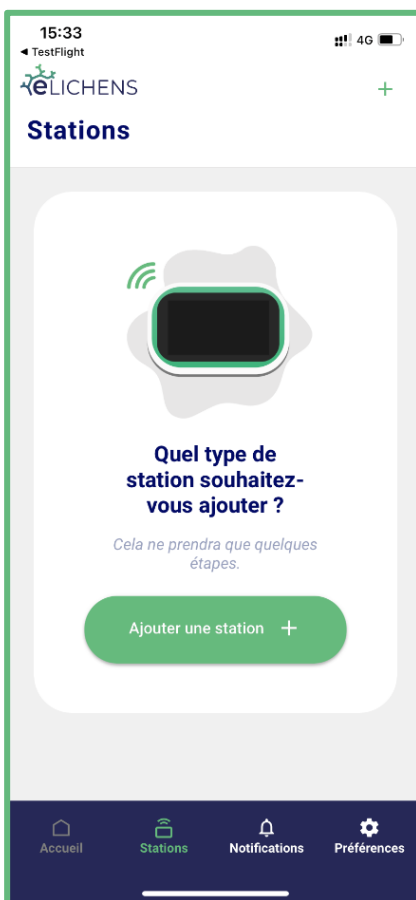 15:33
4G
◄ TestFlight
eLICHENS
+
Stations
Quel type de
station souhaitez-
vous ajouter ?
Cela ne prendra que quelques
étapes.
Ajouter une station +
Accueil
Stations
Notifications
Préférences